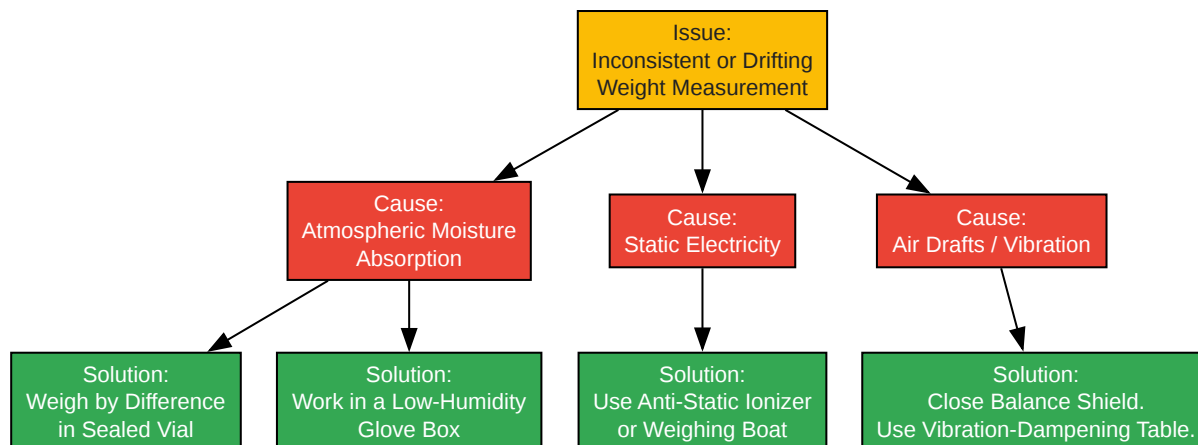 Issue:
Inconsistent or Drifting
Weight Measurement
Cause:
Atmospheric Moisture
Absorption
Cause:
Static Electricity
Cause:
Air Drafts / Vibration
Solution:
Weigh by Difference
in Sealed Vial
Solution:
Work in a Low-Humidity
Glove Box
Solution:
Use Anti-Static Ionizer
or Weighing Boat
Solution:
Close Balance Shield.
Use Vibration-Dampening Table.